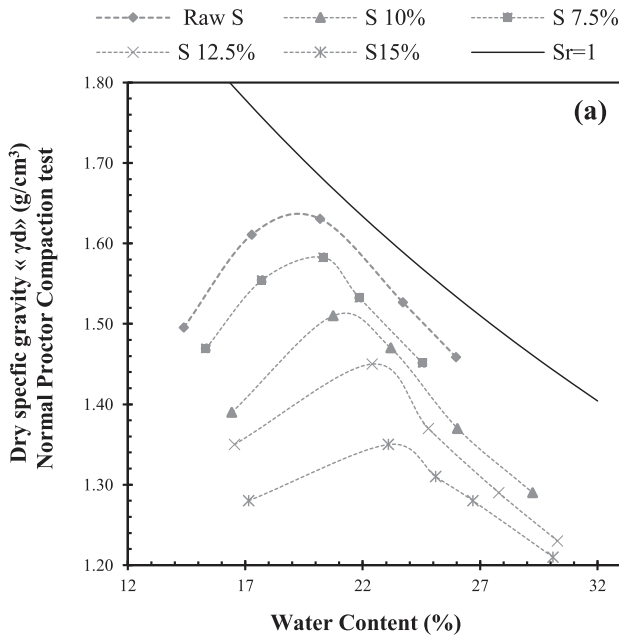 Raw S S 10% S 7.5%
S 12.5% S15% Sr=1
(a)
Dry specfic gravity « γd» (g/cm³)
Normal Proctor Compaction test
1.80
1.70
1.60
1.50
1.40
1.30
1.20
12 17 22 27 32
Water Content (%)